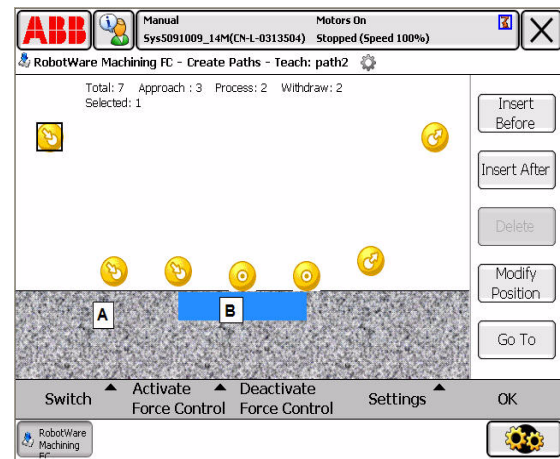 ABB
Manual
Sys5091009_14M(CN-L-0313504)
Motors On
Stopped (Speed 100%)
RobotWare Machining FC - Create Paths - Teach: path2
Total: 7 Approach : 3 Process: 2 Withdraw: 2
Selected: 1
Insert
Before
Insert After
Delete
Modify
Position
Go To
A
B
Switch
Activate
Force Control
Deactivate
Force Control
Settings
OK
RobotWare
Machining
FC